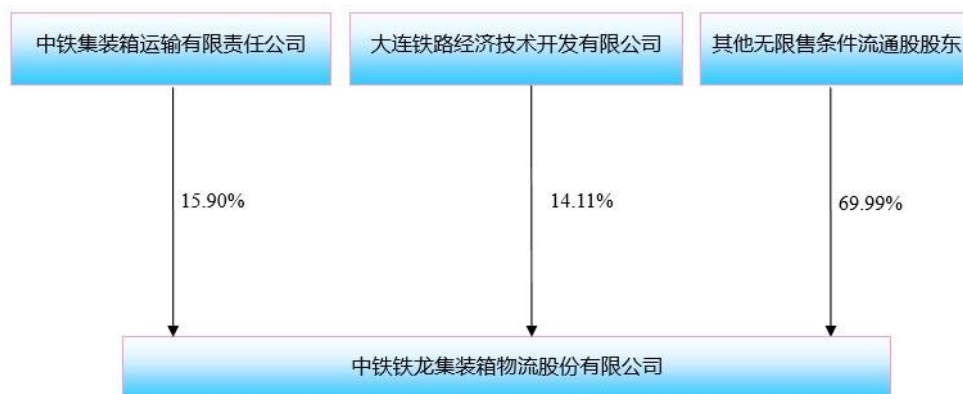 中铁集装箱运输有限责任公司
大连铁路经济技术开发有限公司
其他无限售条件流通股股东
15.90%
14.11%
69.99%
中铁铁龙集装箱物流股份有限公司